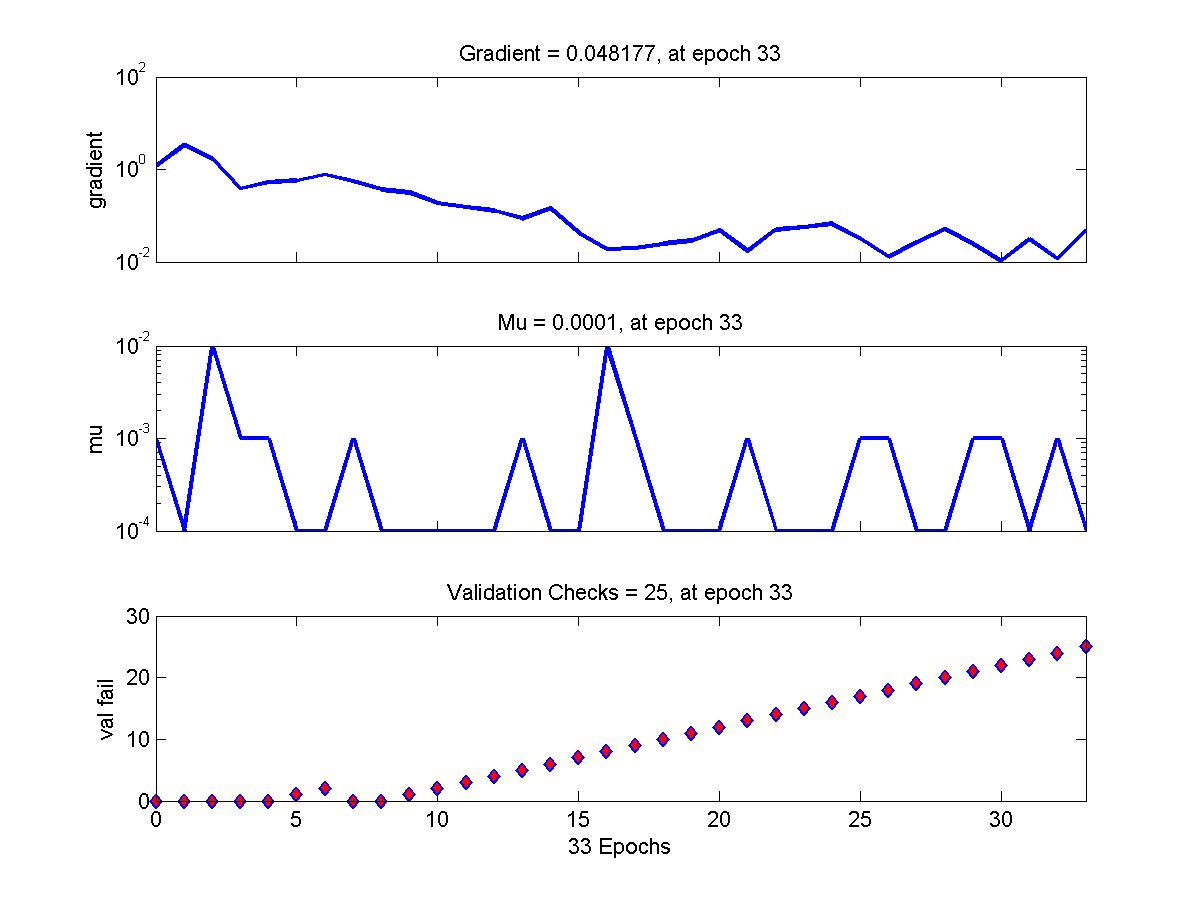 Gradient = 0.048177, at epoch 33
10^2
10^0
10^-2
gradient
Mu = 0.0001, at epoch 33
10^-2
10^-3
10^-4
mu
Validation Checks = 25, at epoch 33
30
20
10
0
val fail
0 5 10 15 20 25 30
33 Epochs